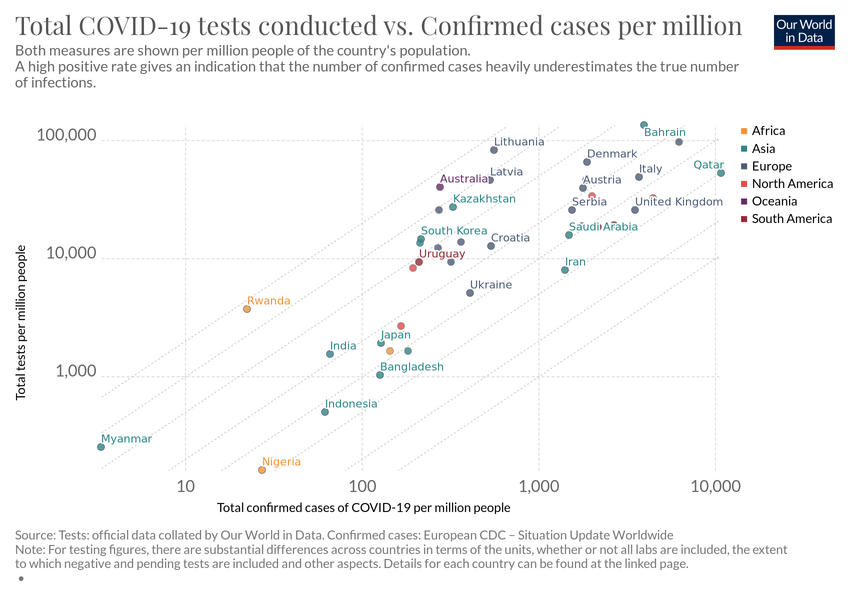 Total COVID-19 tests conducted vs. Confirmed cases per million
Our World
in Data
Both measures are shown per million people of the country's population.
A high positive rate gives an indication that the number of confirmed cases heavily underestimates the true number
of infections.
Total tests per million people
100,000
10,000
1,000
Lithuania
Bahrain
Denmark
Latvia
Australia
Austria
Italy
Qatar
Kazakhstan
Serbia
United Kingdom
South Korea
Saudi Arabia
Croatia
Uruguay
Iran
Ukraine
Rwanda
Japan
India
Bangladesh
Indonesia
Myanmar
Nigeria
10
100
1,000
10,000
Total confirmed cases of COVID-19 per million people
Africa
Asia
Europe
North America
Oceania
South America
Source: Tests: official data collated by Our World in Data. Confirmed cases: European CDC – Situation Update Worldwide
Note: For testing figures, there are substantial differences across countries in terms of the units, whether or not all labs are included, the extent
to which negative and pending tests are included and other aspects. Details for each country can be found at the linked page.
•